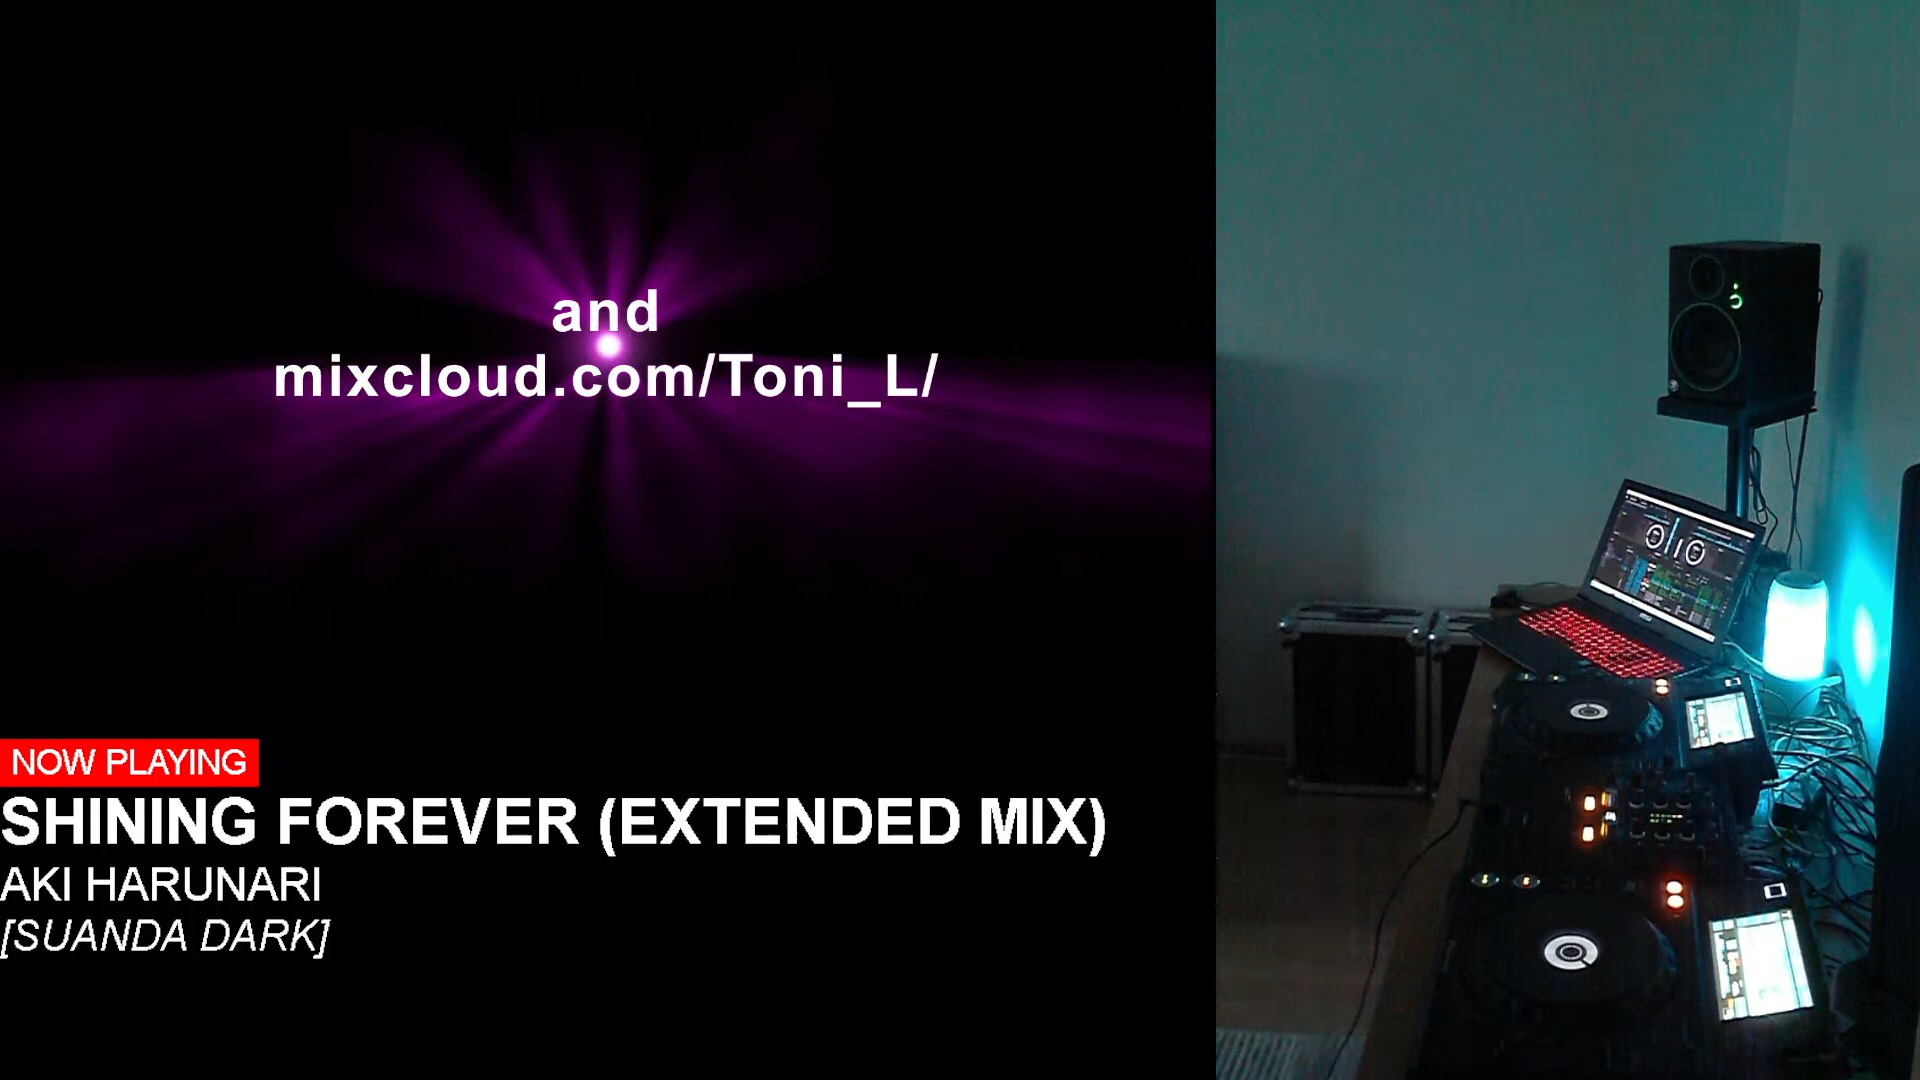 and
mixcloud.com/Toni_L/
NOW PLAYING
SHINING FOREVER (EXTENDED MIX)
AKI HARUNARI
[SUANDA DARK]